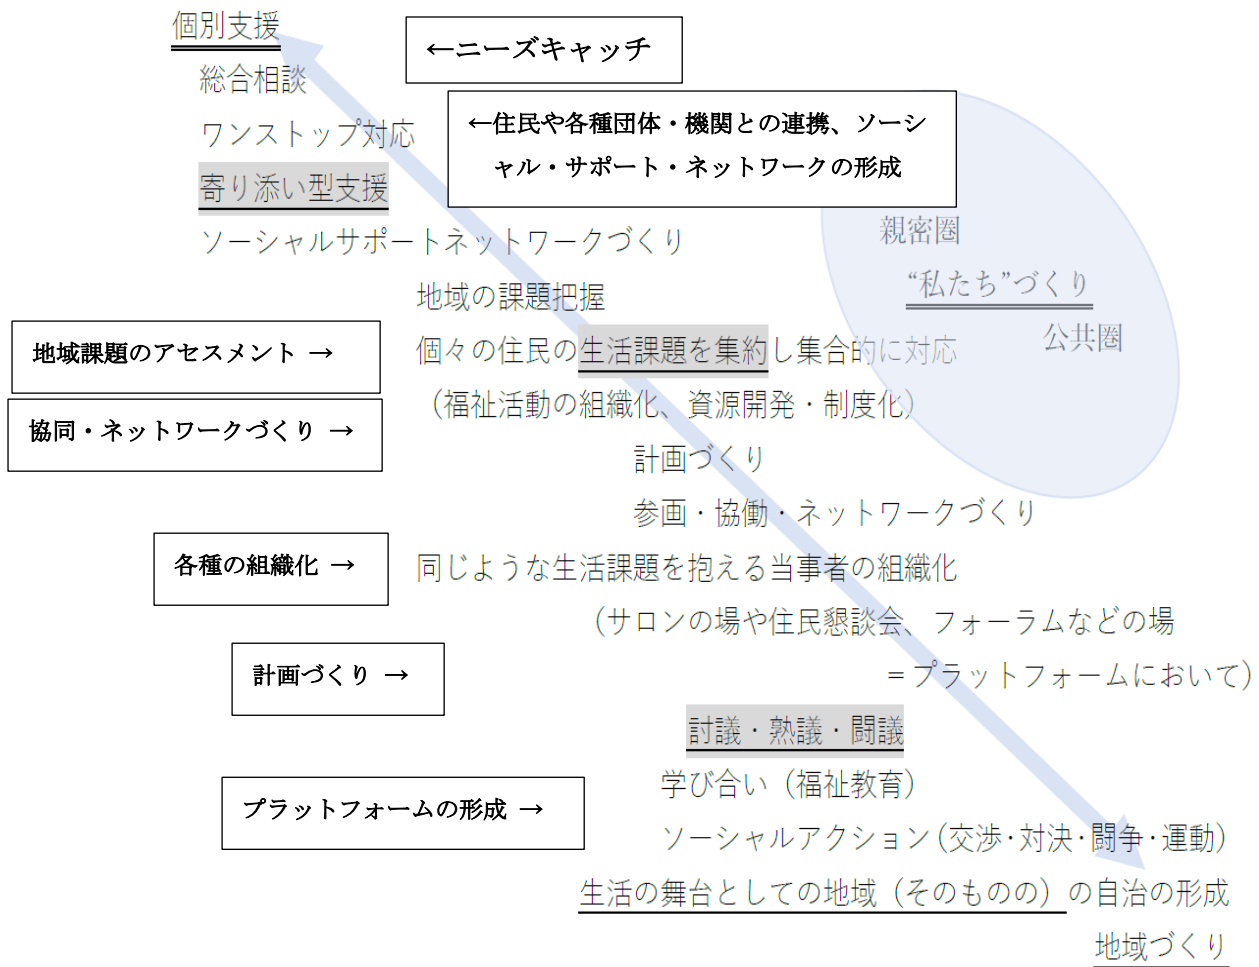 個別支援
←ニーズキャッチ
総合相談
ワンストップ対応
←住民や各種団体・機関との連携、ソーシ
ャル・サポート・ネットワークの形成
寄り添い型支援
ソーシャルサポートネットワークづくり
親密圏
“私たち”づくり
公共圏
地域の課題把握
地域課題のアセスメント →
個々の住民の生活課題を集約し集合的に対応
（福祉活動の組織化、資源開発・制度化）
協同・ネットワークづくり →
計画づくり
参画・協働・ネットワークづくり
各種の組織化 →
同じような生活課題を抱える当事者の組織化
（サロンの場や住民懇談会、フォーラムなどの場
＝プラットフォームにおいて）
計画づくり →
討議・熟議・闘議
学び合い（福祉教育）
プラットフォームの形成 →
ソーシャルアクション（交渉・対決・闘争・運動）
生活の舞台としての地域（そのものの）の自治の形成
地域づくり